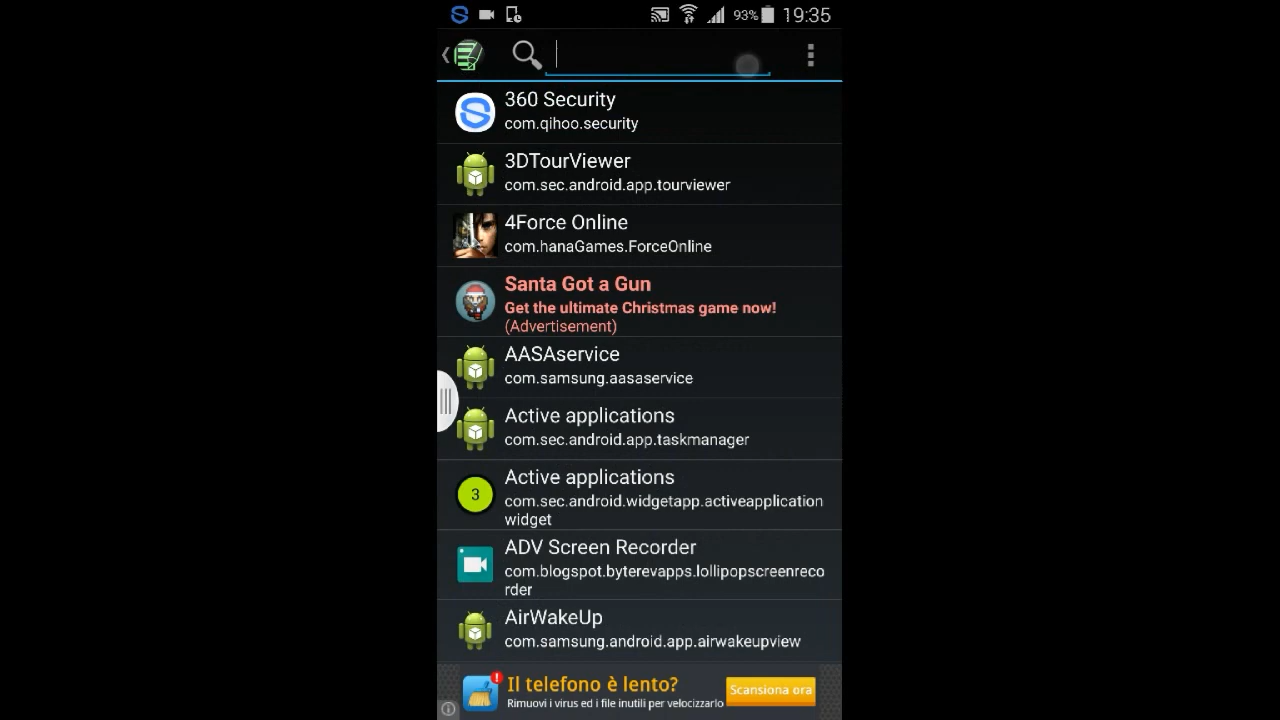 93% 19:35
360 Security
com.qihoo.security
3DTourViewer
com.sec.android.app.tourviewer
4Force Online
com.hanaGames.ForceOnline
Santa Got a Gun
Get the ultimate Christmas game now!
(Advertisement)
AASAservice
com.samsung.aasaservice
Active applications
com.sec.android.app.taskmanager
Active applications
3
com.sec.android.widgetapp.activeapplication
widget
ADV Screen Recorder
com.blogspot.byterevapps.lollipopscreenreco
rder
AirWakeUp
com.samsung.android.app.airwakeupview
Il telefono è lento?
Rimuovi i virus ed i file inutili per velocizzarlo
Scansiona ora